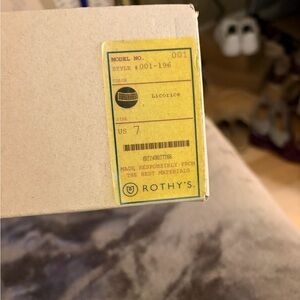 MODEL NO. 001
STYLE # 001-196
COLOR
Licorice
SIZE
US 7
MADE RESPONSIBLY FROM
THE BEST MATERIALS
ROTHY'S.